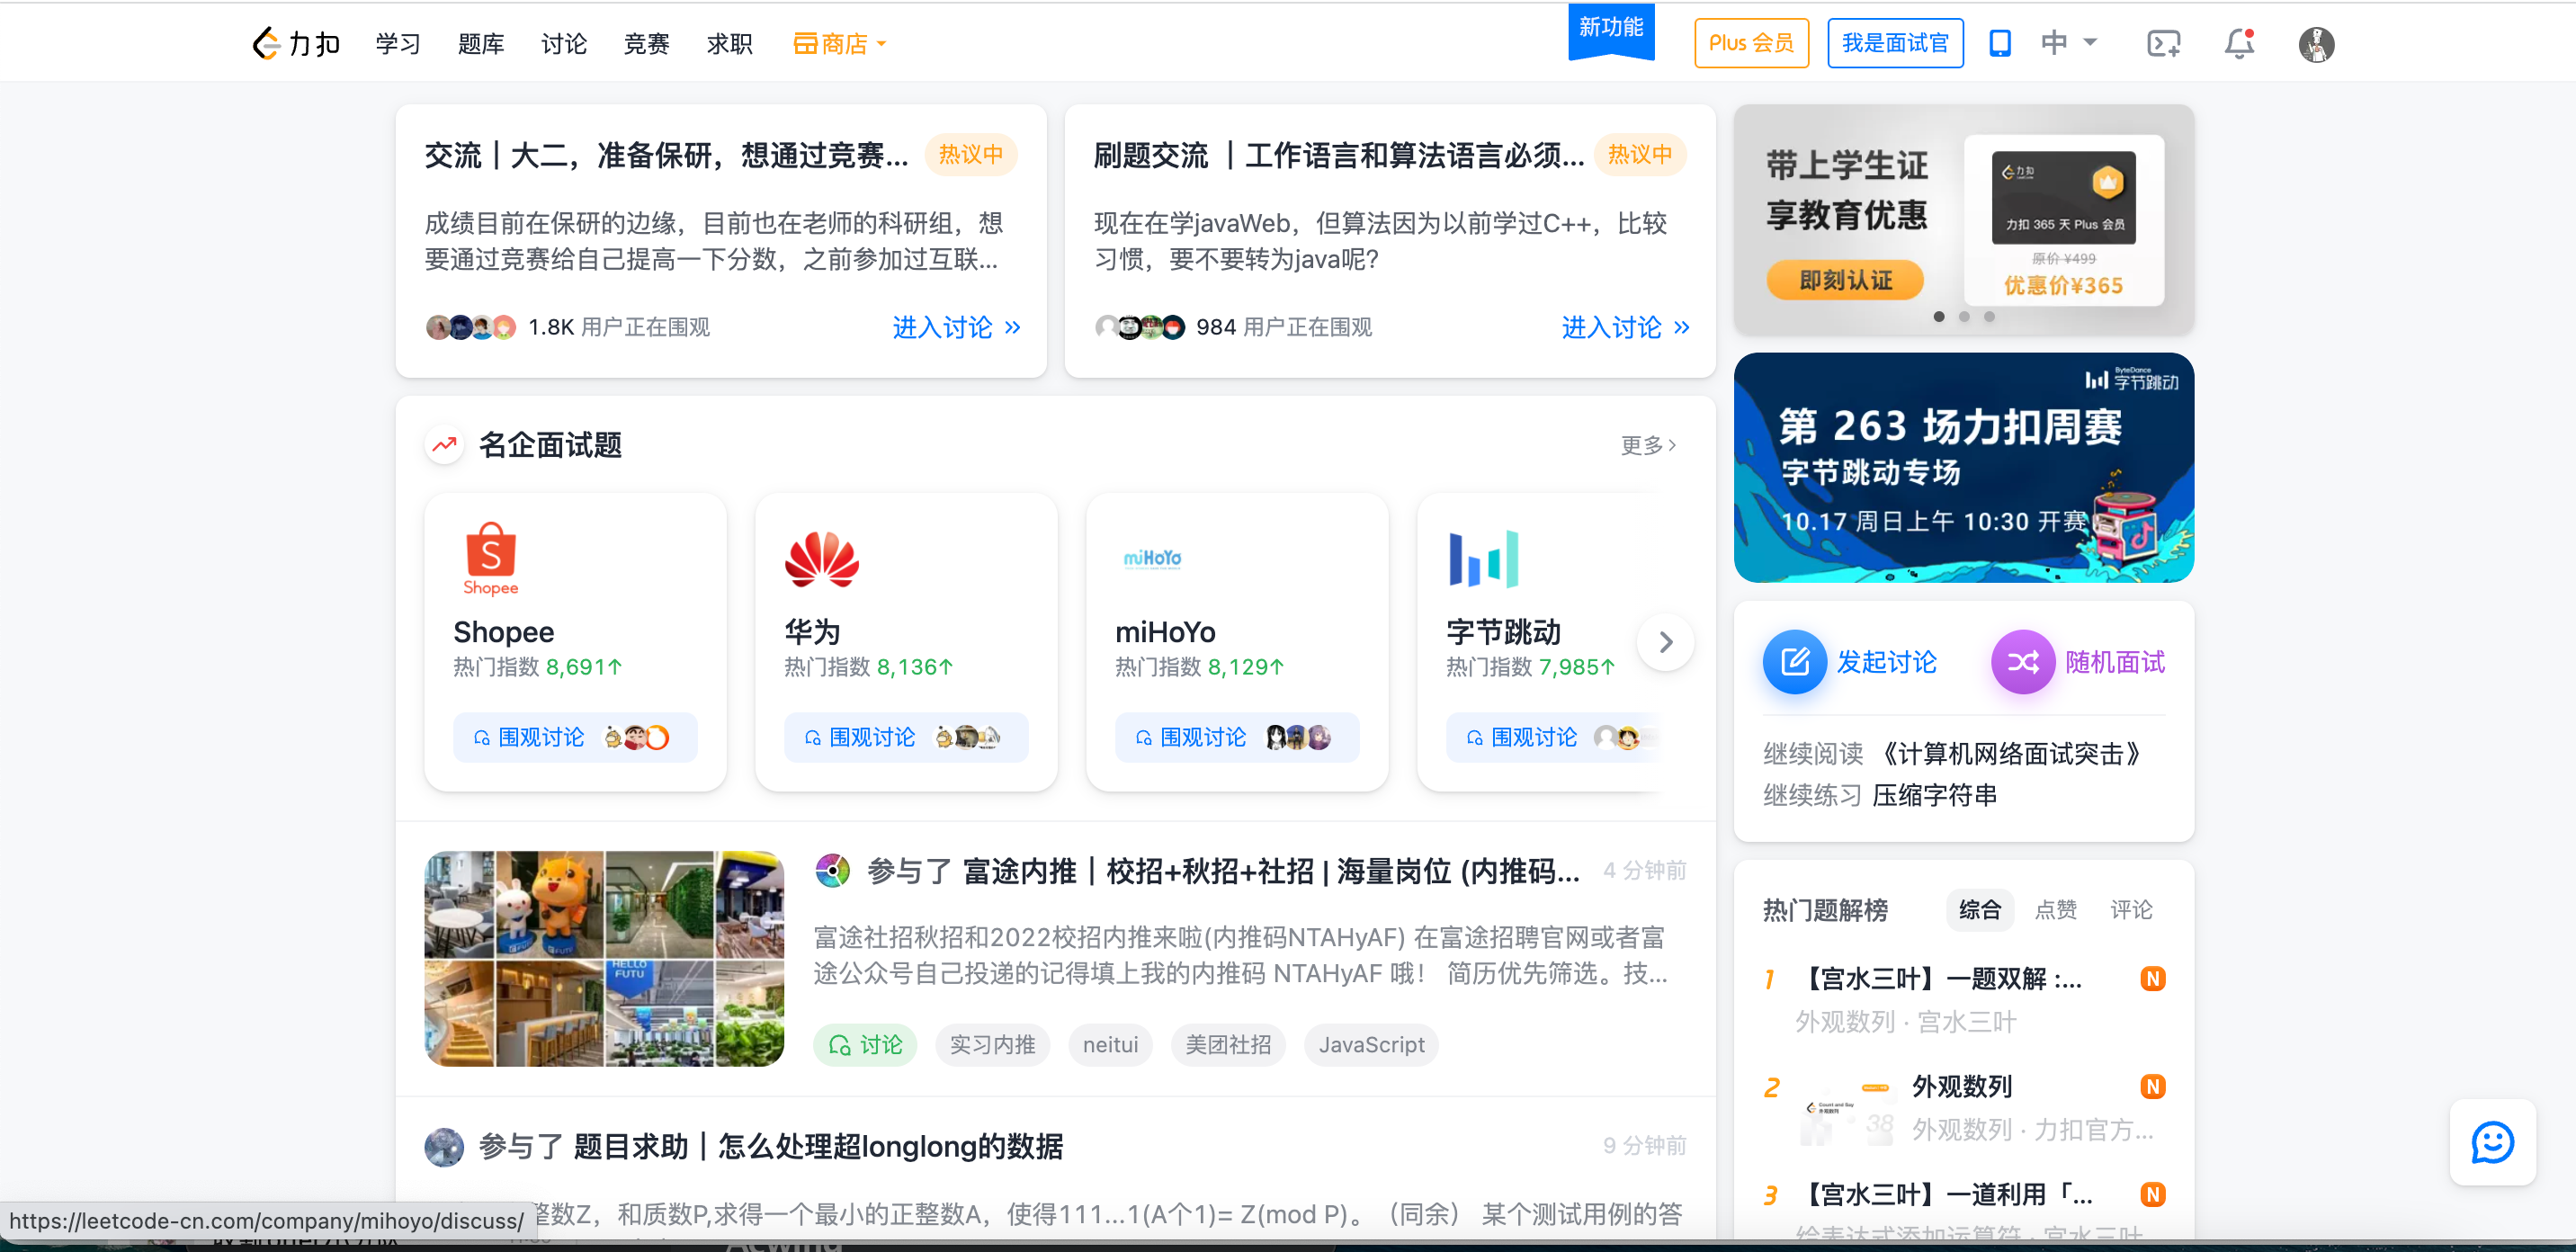 力扣 学习 题库 讨论 竞赛 求职 商店 新功能 Plus 会员 我是面试官 中
交流｜大二，准备保研，想通过竞赛... 热议中
成绩目前在保研的边缘，目前也在老师的科研组，想
要通过竞赛给自己提高一下分数，之前参加过互联...
1.8K 用户正在围观 进入讨论 »
刷题交流 ｜工作语言和算法语言必须... 热议中
现在在学javaWeb，但算法因为以前学过C++，比较
习惯，要不要转为java呢？
984 用户正在围观 进入讨论 »
带上学生证
享教育优惠
即刻认证
力扣
力扣 365 天 Plus 会员
原价 ¥499
优惠价¥365
ByteDance
字节跳动
第 263 场力扣周赛
字节跳动专场
10.17 周日上午 10:30 开赛
名企面试题 更多 ›
Shopee
Shopee
热门指数 8,691↑
围观讨论
华为
热门指数 8,136↑
围观讨论
miHoYo
miHoYo
热门指数 8,129↑
围观讨论
字节跳动
热门指数 7,985↑
围观讨论
发起讨论 随机面试
继续阅读 《计算机网络面试突击》
继续练习 压缩字符串
HELLO
FUTU
参与了 富途内推｜校招+秋招+社招 | 海量岗位 (内推码... 4 分钟前
富途社招秋招和2022校招内推来啦(内推码NTAHyAF) 在富途招聘官网或者富
途公众号自己投递的记得填上我的内推码 NTAHyAF 哦！ 简历优先筛选。技...
讨论 实习内推 neitui 美团社招 JavaScript
参与了 题目求助｜怎么处理超longlong的数据 9 分钟前
整数Z，和质数P,求得一个最小的正整数A，使得111...1(A个1)= Z(mod P)。（同余） 某个测试用例的答
热门题解榜 综合 点赞 评论
1 【宫水三叶】一题双解 :... N
外观数列 · 宫水三叶
2 外观数列 N
Count and Say
外观数列
38
外观数列 · 力扣官方...
3 【宫水三叶】一道利用「... N
给表达式添加运算符 · 宫水三叶
https://leetcode-cn.com/company/mihoyo/discuss/